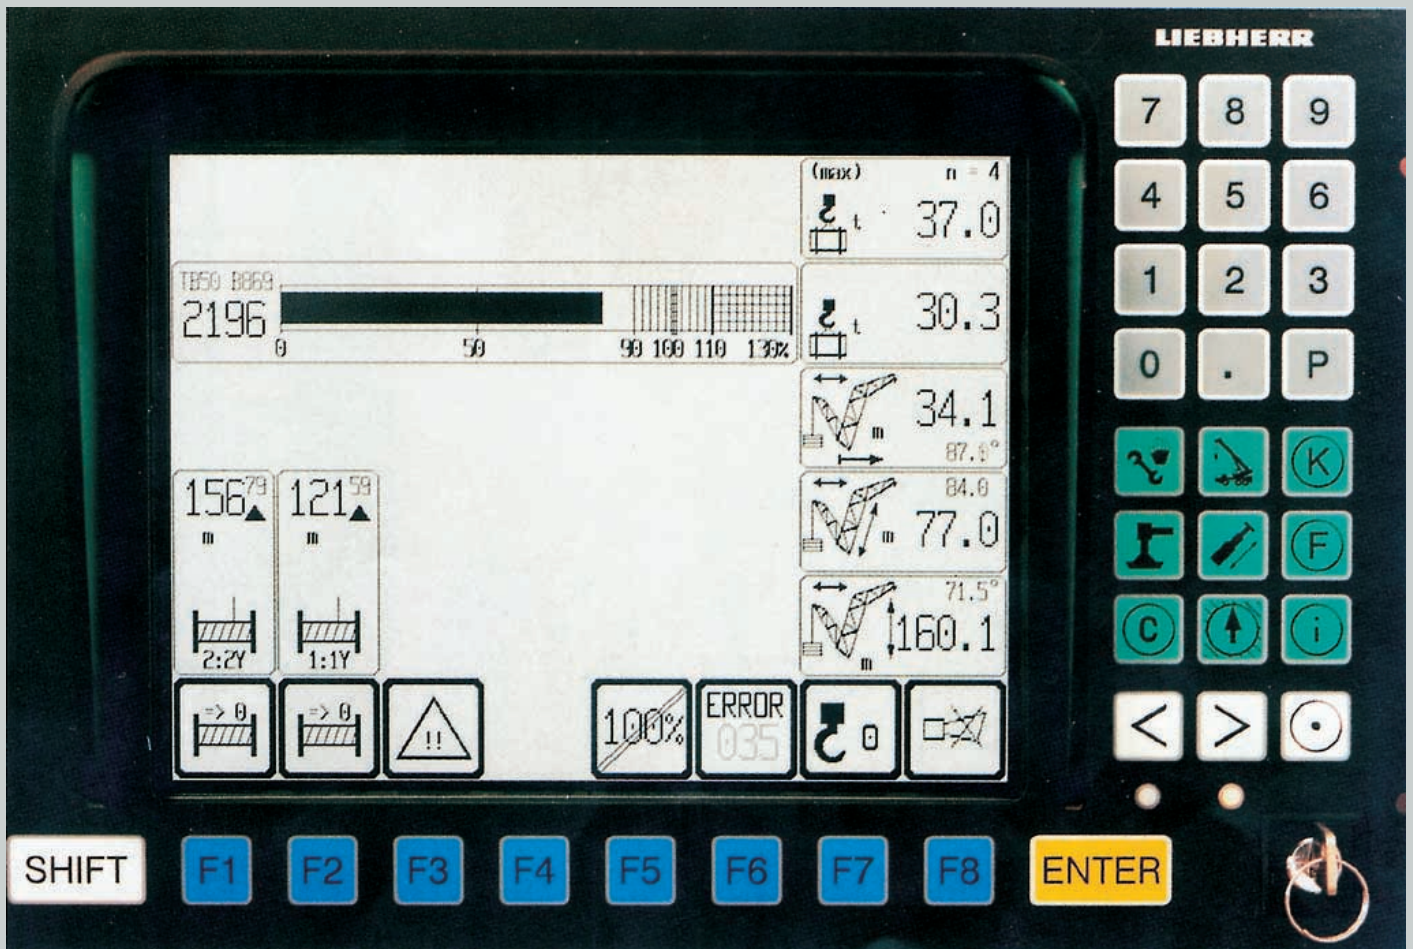 LIEBHERR
(max) n = 4
t 37.0
TB50 B869
2196
0 50 90 100 110 130%
t 30.3
m 34.1
m 77.0
84.0
71.5°
160.1
m
156 79
m
2:2Y
121 59
m
1:1Y
=> 0
=> 0
!!
100%
ERROR
035
0
7 8 9
4 5 6
1 2 3
0 . P
K
F
C i
< >
SHIFT F1 F2 F3 F4 F5 F6 F7 F8 ENTER